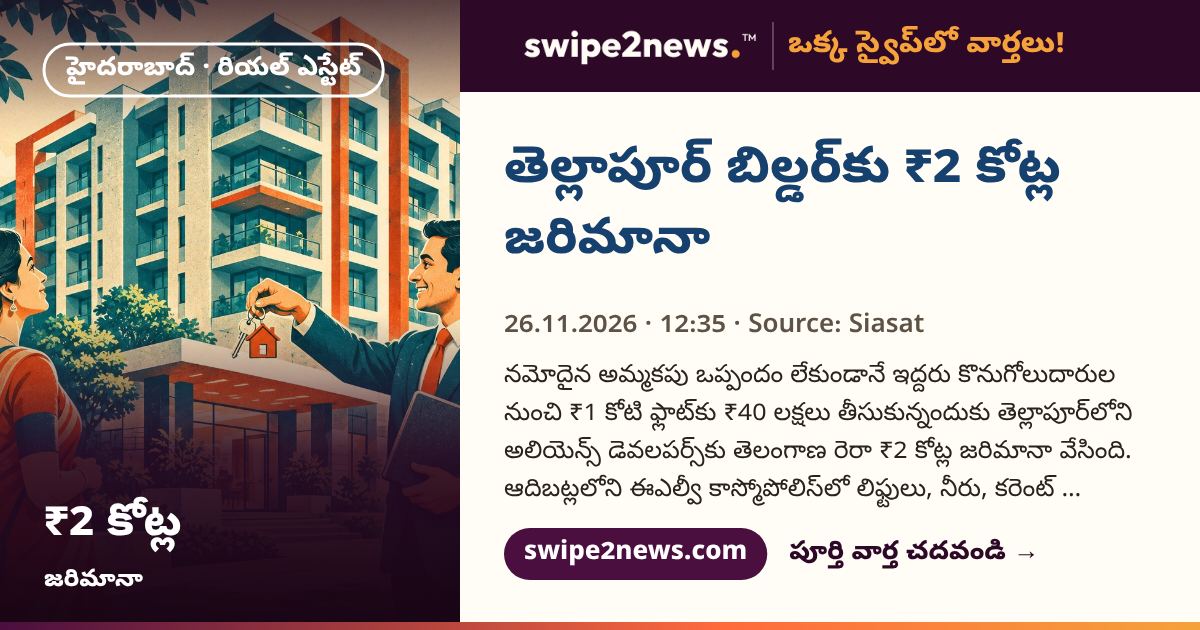 హైదరాబాద్ · రియల్ ఎస్టేట్
₹2 కోట్ల
జరిమానా
swipe2news.™
ఒక్క స్వైప్‌లో వార్తలు!
తెల్లాపూర్ బిల్డర్‌కు ₹2 కోట్ల
జరిమానా
26.11.2026 · 12:35 · Source: Siasat
నమోదైన అమ్మకపు ఒప్పందం లేకుండానే ఇద్దరు కొనుగోలుదారుల
నుంచి ₹1 కోటి ఫ్లాట్‌కు ₹40 లక్షలు తీసుకున్నందుకు తెల్లాపూర్‌లోని
అలియెన్స్ డెవలపర్స్‌కు తెలంగాణ రెరా ₹2 కోట్ల జరిమానా వేసింది.
ఆదిబట్లలోని ఈఎల్వీ కాస్మోపోలిస్‌లో లిఫ్టులు, నీరు, కరెంట్ ...
swipe2news.com
పూర్తి వార్త చదవండి →